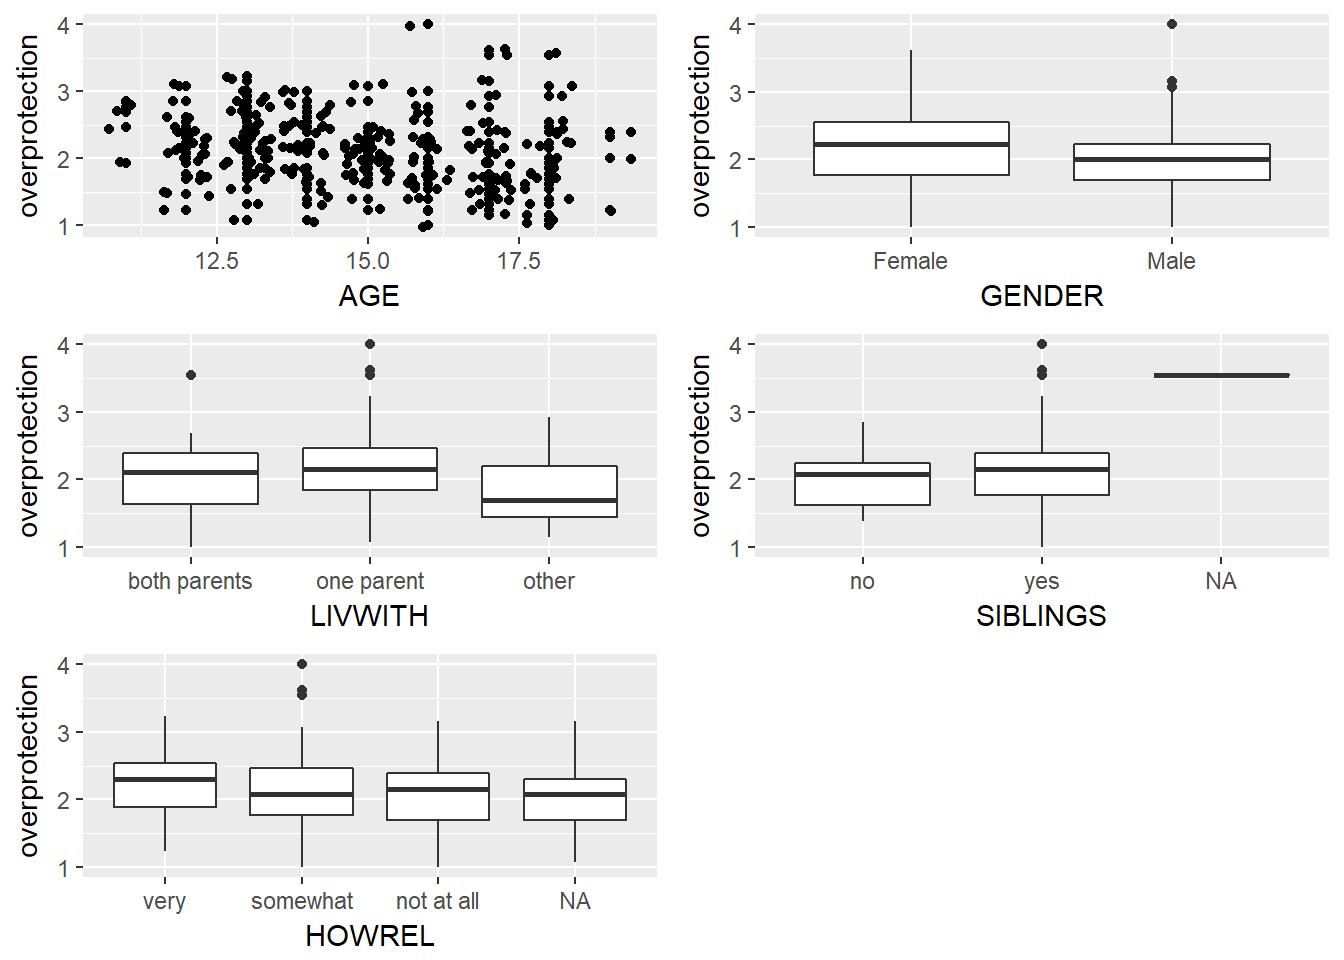 overprotection
4
3
2
1
12.5 15.0 17.5
AGE
overprotection
4
3
2
1
Female Male
GENDER
overprotection
4
3
2
1
both parents one parent other
LIVWITH
overprotection
4
3
2
1
no yes NA
SIBLINGS
overprotection
4
3
2
1
very somewhat not at all NA
HOWREL